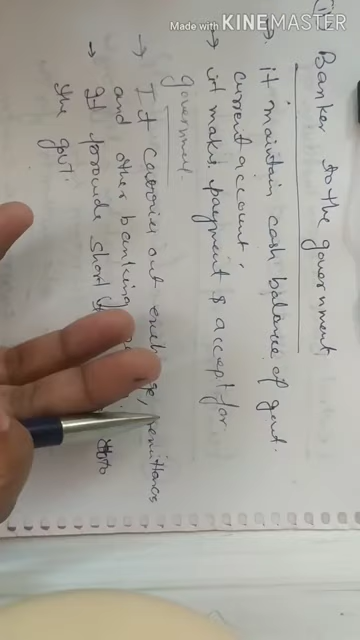 Made with KINEMASTER
Banker to the government
→ it maintain cash balance of govt.
current account,
→ it makes payment & accept for
government.
→ It carries out exchange, remittances
and other banking
→ It provide short to
the govt.